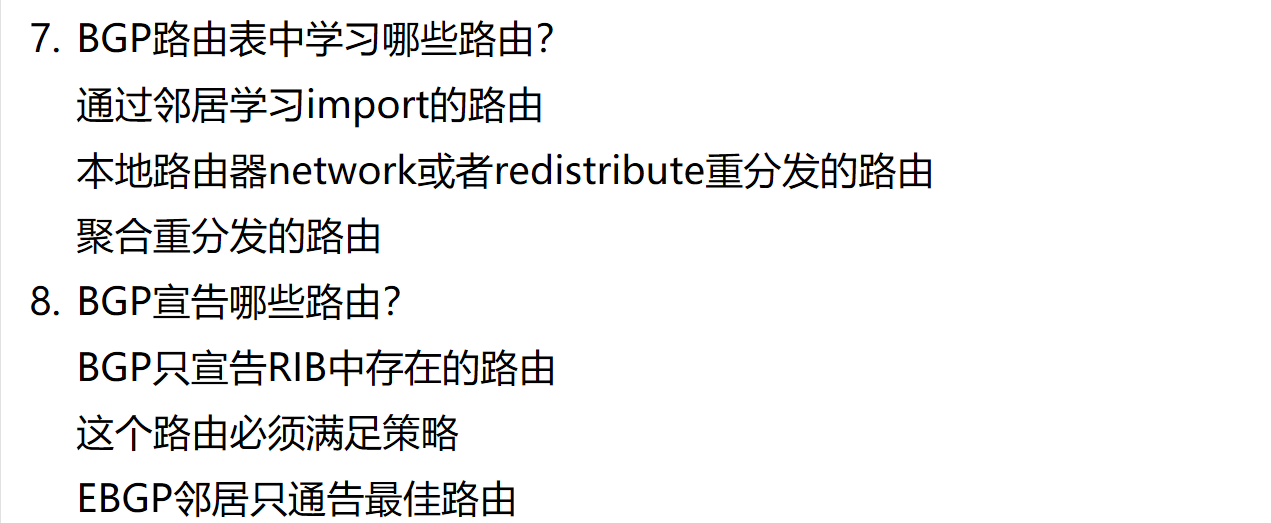 7. BGP路由表中学习哪些路由？
通过邻居学习import的路由
本地路由器network或者redistribute重分发的路由
聚合重分发的路由
8. BGP宣告哪些路由？
BGP只宣告RIB中存在的路由
这个路由必须满足策略
EBGP邻居只通告最佳路由